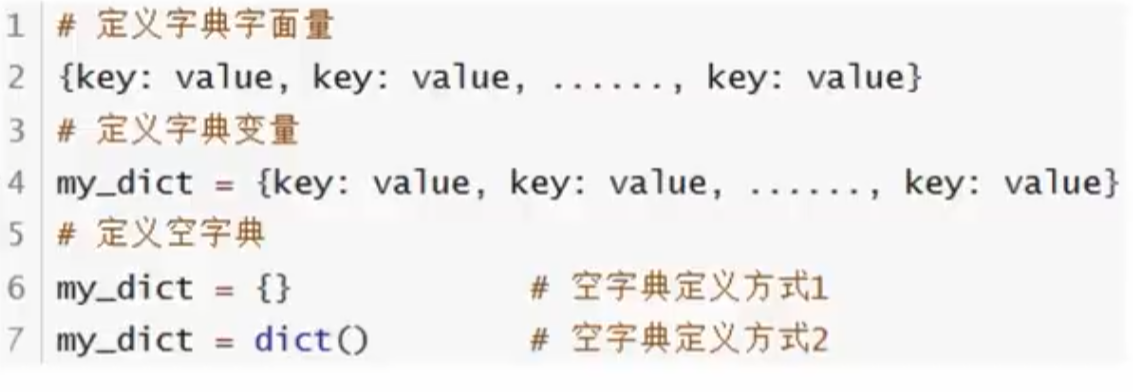 1 # 定义字典字面量
2 {key: value, key: value, ......, key: value}
3 # 定义字典变量
4 my_dict = {key: value, key: value, ......, key: value}
5 # 定义空字典
6 my_dict = {} # 空字典定义方式1
7 my_dict = dict() # 空字典定义方式2